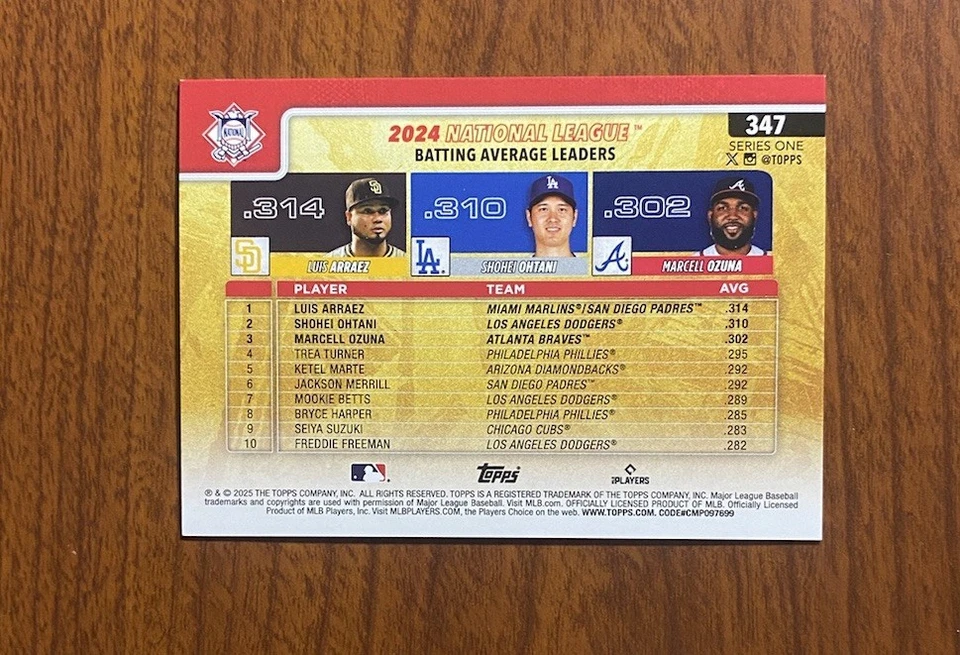 NATIONAL
2024 NATIONAL LEAGUE™
BATTING AVERAGE LEADERS
347
SERIES ONE
@TOPPS
.314
SD
LUIS ARRAEZ
.310
LA
LA
SHOHEI OHTANI
.302
A
A
MARCELL OZUNA
PLAYER TEAM AVG
1 LUIS ARRAEZ MIAMI MARLINS®/SAN DIEGO PADRES™ .314
2 SHOHEI OHTANI LOS ANGELES DODGERS® .310
3 MARCELL OZUNA ATLANTA BRAVES™ .302
4 TREA TURNER PHILADELPHIA PHILLIES® .295
5 KETEL MARTE ARIZONA DIAMONDBACKS® .292
6 JACKSON MERRILL SAN DIEGO PADRES™ .292
7 MOOKIE BETTS LOS ANGELES DODGERS® .289
8 BRYCE HARPER PHILADELPHIA PHILLIES® .285
9 SEIYA SUZUKI CHICAGO CUBS® .283
10 FREDDIE FREEMAN LOS ANGELES DODGERS® .282
Topps
PLAYERS
® & © 2025 THE TOPPS COMPANY, INC. ALL RIGHTS RESERVED. TOPPS IS A REGISTERED TRADEMARK OF THE TOPPS COMPANY, INC. Major League Baseball
trademarks and copyrights are used with permission of Major League Baseball. Visit MLB.com. OFFICIALLY LICENSED PRODUCT OF MLB. Officially Licensed
Product of MLB Players, Inc. Visit MLBPLAYERS.COM, the Players Choice on the web. WWW.TOPPS.COM. CODE#CMP097699